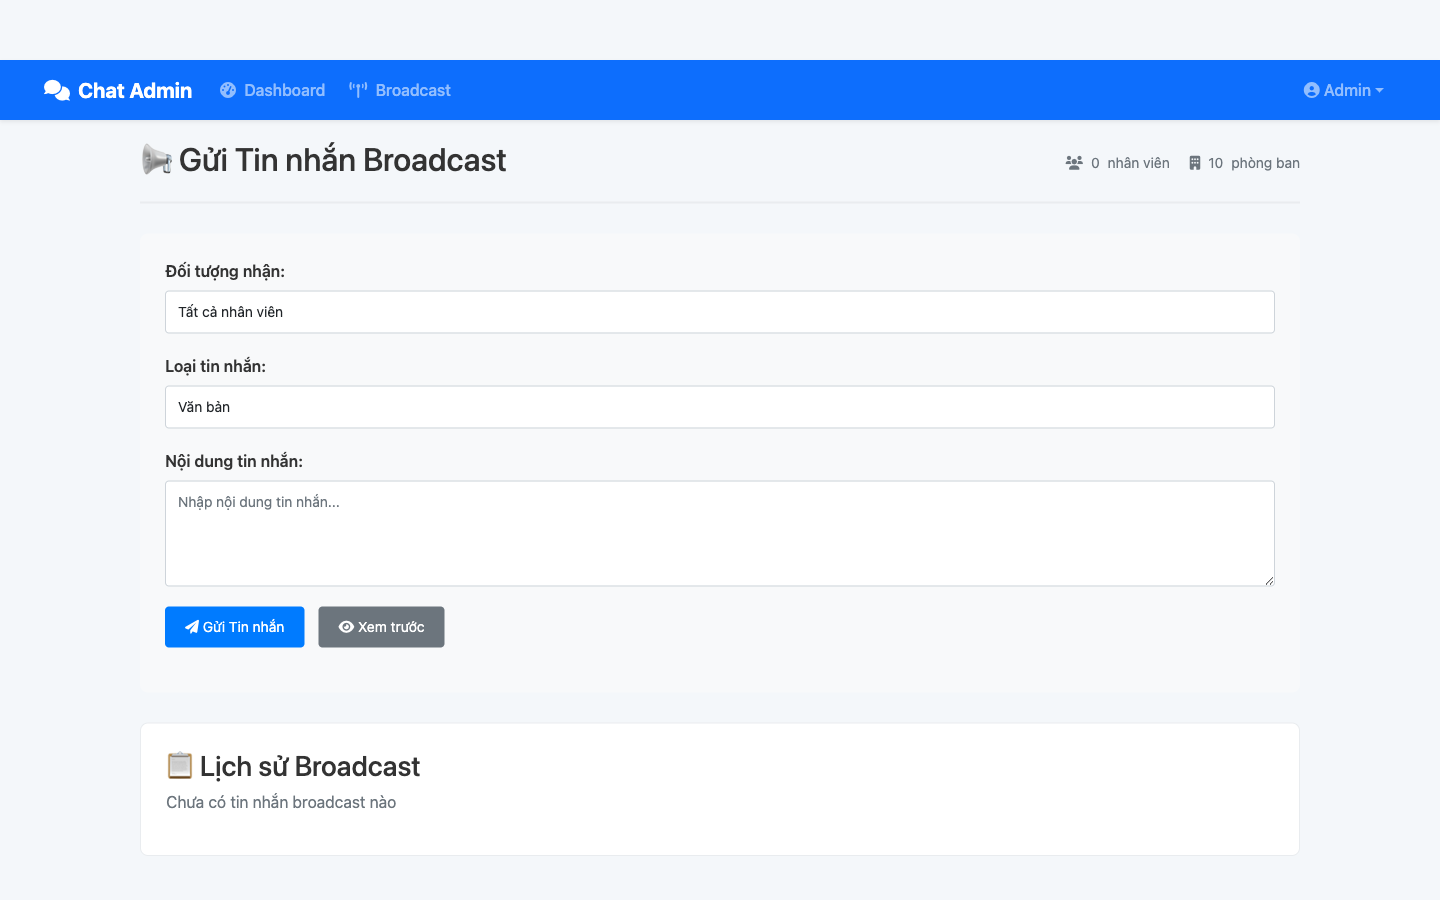 Chat Admin Dashboard Broadcast Admin
Gửi Tin nhắn Broadcast
0 nhân viên 10 phòng ban
Đối tượng nhận:
Tất cả nhân viên
Loại tin nhắn:
Văn bản
Nội dung tin nhắn:
Nhập nội dung tin nhắn...
Gửi Tin nhắn Xem trước
Lịch sử Broadcast
Chưa có tin nhắn broadcast nào